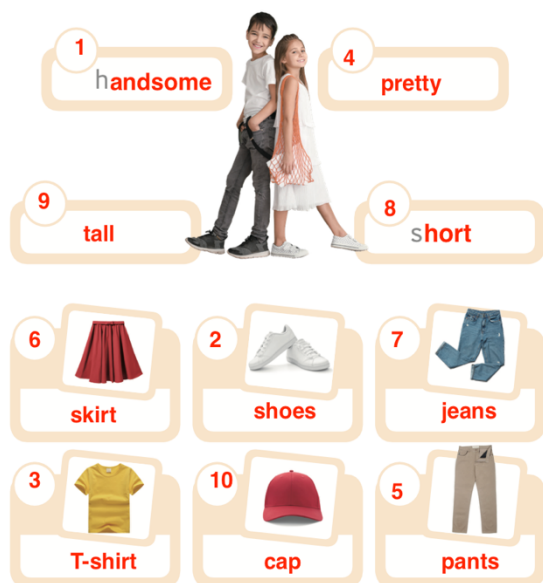 1
handsome
4
pretty
9
tall
8
short
6
skirt
2
shoes
7
jeans
3
T-shirt
10
cap
5
pants